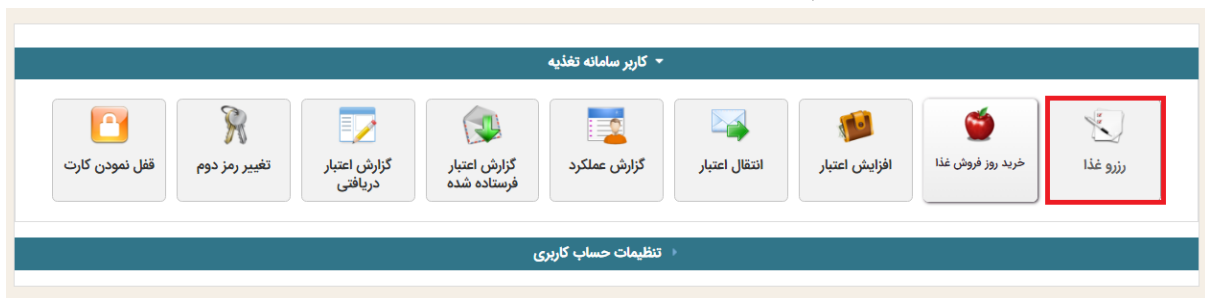 کاربر سامانه تغذیه
رزرو غذا
خرید روز فروش غذا
افزایش اعتبار
انتقال اعتبار
گزارش عملکرد
گزارش اعتبار
فرستاده شده
گزارش اعتبار
دریافتی
تغییر رمز دوم
قفل نمودن کارت
تنظیمات حساب کاربری